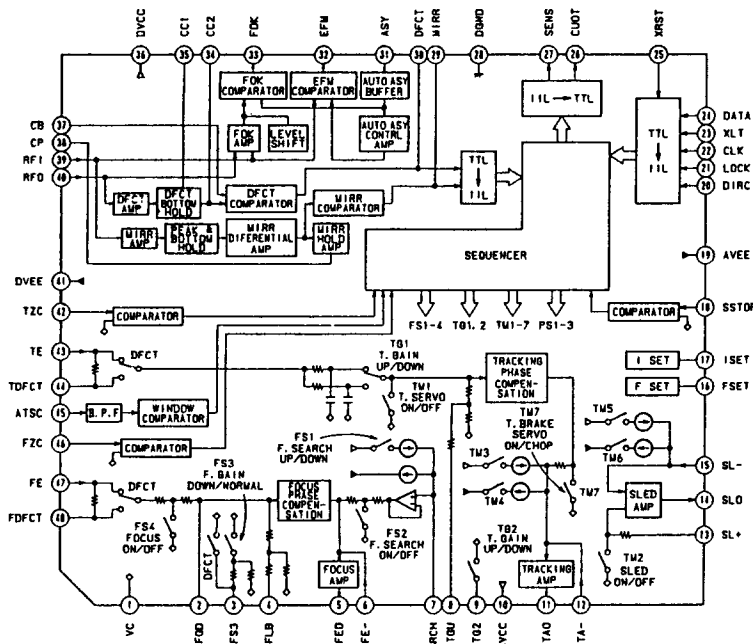 DVCC CC1 CC2 FOK EFM ASY DFCT MIRR DGND SENS CUOT XRST
36 35 34 33 32 31 30 29 28 27 26 25
FOK COMPARATOR
EFM COMPARATOR
AUTO ASY BUFFER
IIL → TTL
CB 37
CP 38
RFI 39
RFO 40
FOK AMP
LEVEL SHIFT
AUTO ASY CONTRL AMP
TTL ↓ IIL
TTL ↓ IIL
24 DATA
23 XLT
22 CLK
21 LOCK
20 DIRC
DFCT AMP
DFCT BOTTOM HOLD
DFCT COMPARATOR
MIRR COMPARATOR
MIRR AMP
PEAK & BOTTOM HOLD
MIRR DIFERENTIAL AMP
MIRR HOLD AMP
SEQUENCER
19 AVEE
DVEE 41
TZC 42
COMPARATOR
FS1-4 TG1.2 TM1-7 PS1-3
COMPARATOR
18 SSTOP
TE 43
DFCT
TDFCT 44
TG1
T. GAIN
UP/DOWN
TM1
T. SERVO
ON/OFF
TRACKING PHASE COMPEN-SATION
I SET
17 ISET
F SET
16 FSET
ATSC 45
B.P.F
WINDOW COMPARATOR
FZC 46
COMPARATOR
FS1
F. SEARCH
UP/DOWN
TM7
T. BRAKE
SERVO
ON/CHOP
TM5
TM6
TM3
TM4
TM7
15 SL-
FE 47
DFCT
FDFCT 48
FS3
F. GAIN
DOWN/NORMAL
FOCUS PHASE COMPEN-SATION
FS4
FOCUS
ON/OFF
DFCT
FS2
F. SEARCH
ON/OFF
FOCUS AMP
TG2
T. GAIN
UP/DOWN
TRACKING AMP
SLED AMP
14 SLO
13 SL+
TM2
SLED
ON/OFF
1 2 3 4 5 6 7 8 9 10 11 12
VC FGD FS3 FLB FEO FE- RCM TGU TG2 VCC TAO TA-